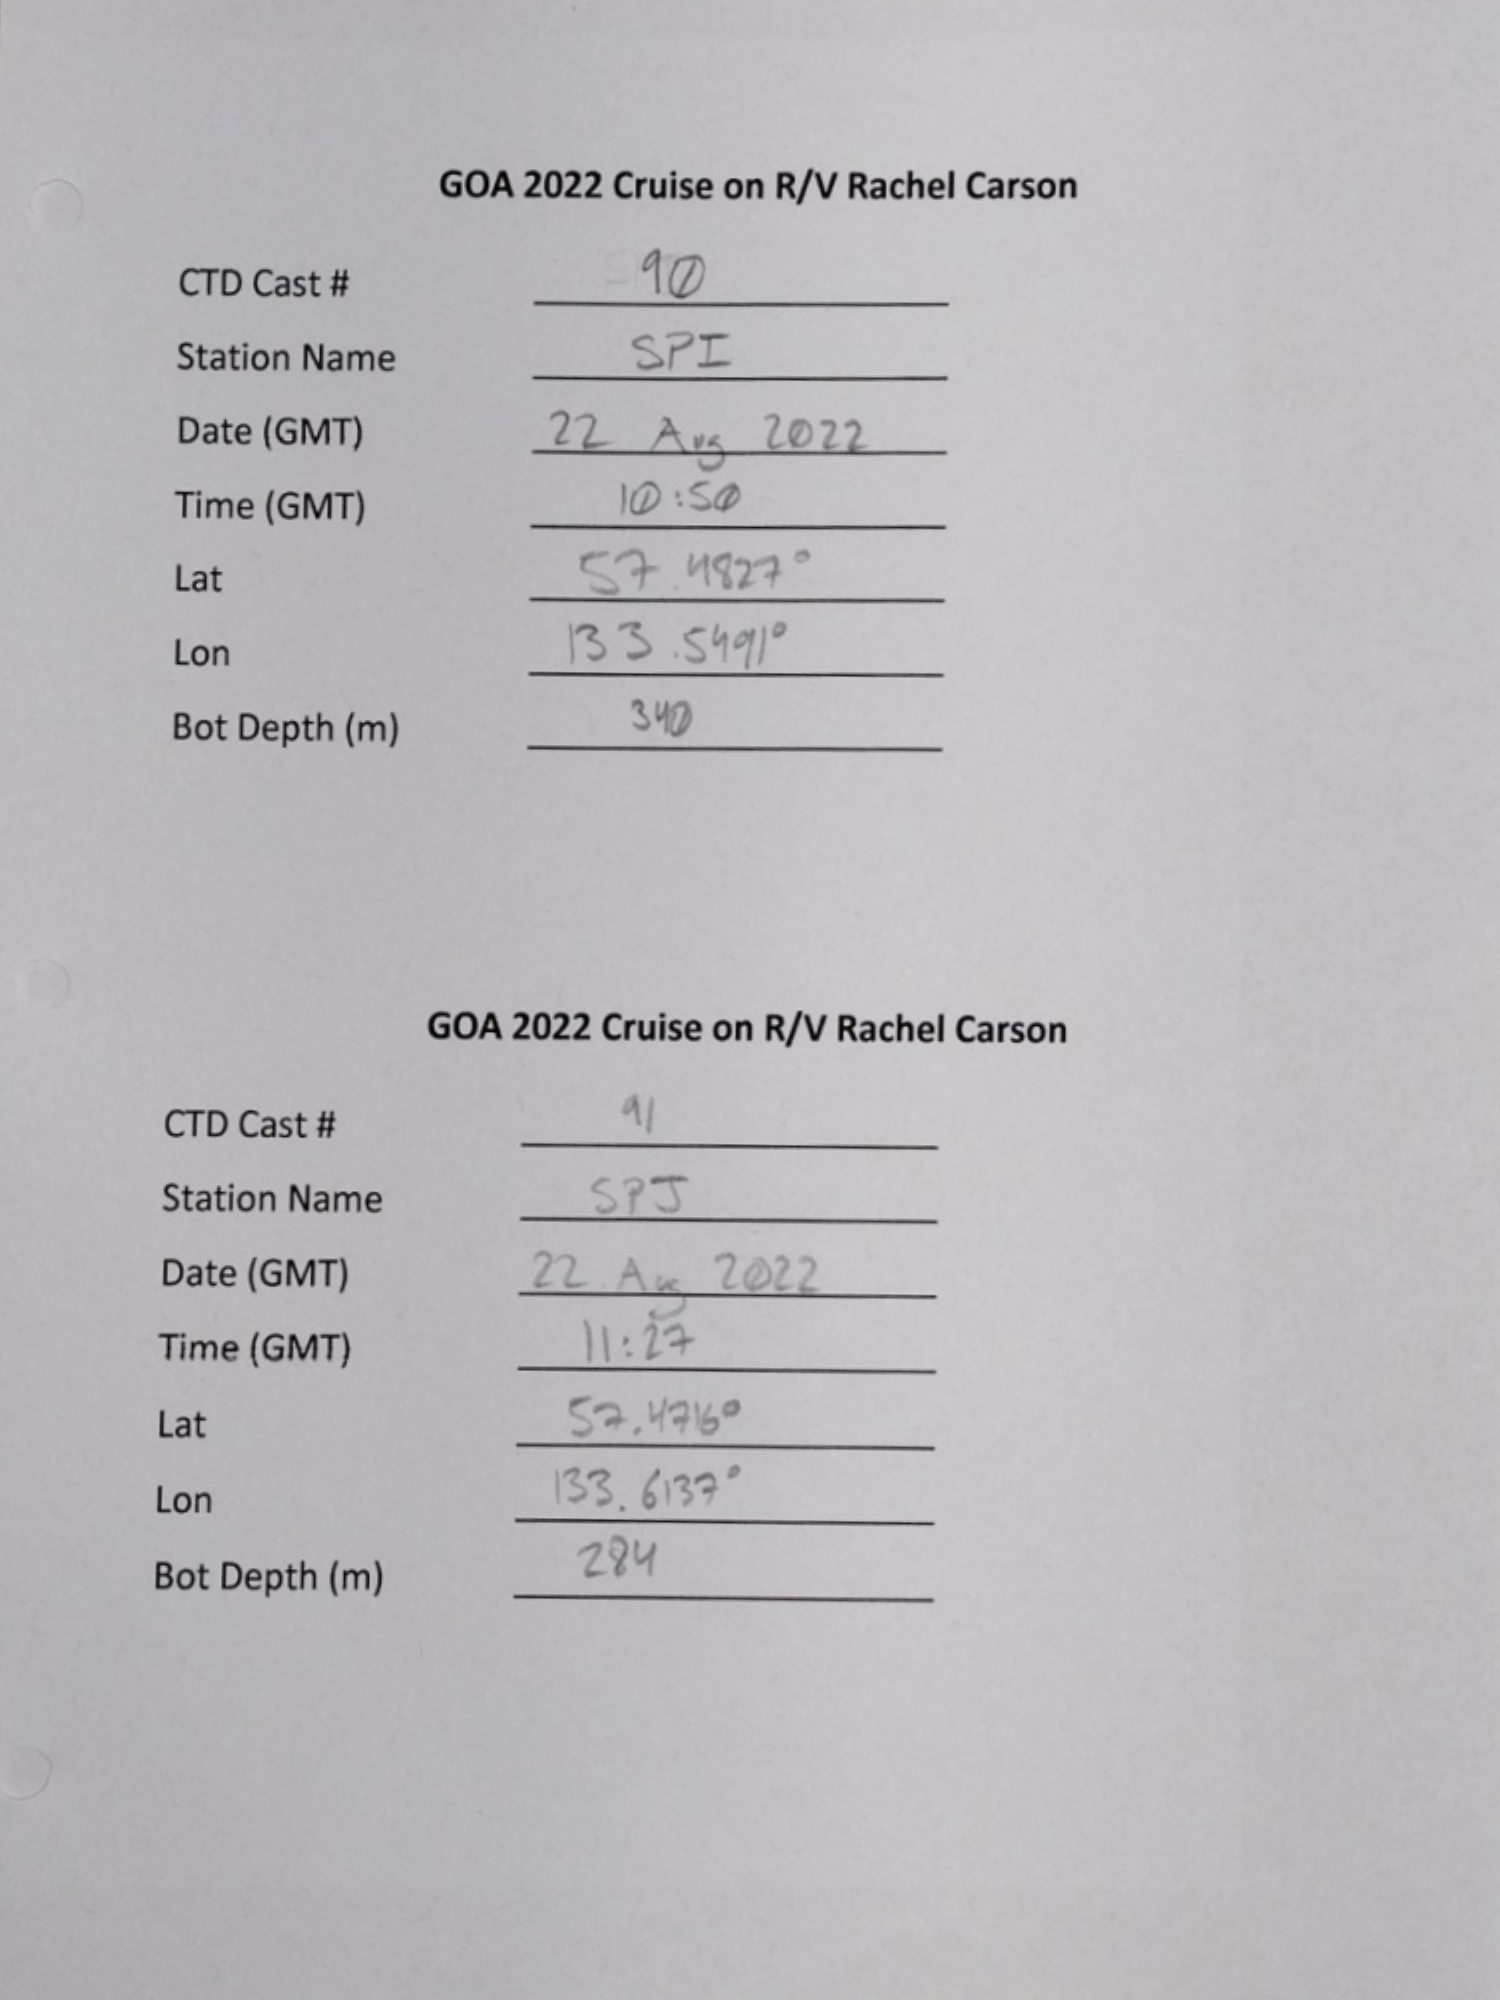 GOA 2022 Cruise on R/V Rachel Carson
CTD Cast # 90
Station Name SPI
Date (GMT) 22 Aug 2022
Time (GMT) 10:50
Lat 57.4827°
Lon 133.5491°
Bot Depth (m) 340
GOA 2022 Cruise on R/V Rachel Carson
CTD Cast # 91
Station Name SPJ
Date (GMT) 22 Aug 2022
Time (GMT) 11:27
Lat 57.4716°
Lon 133.6137°
Bot Depth (m) 284